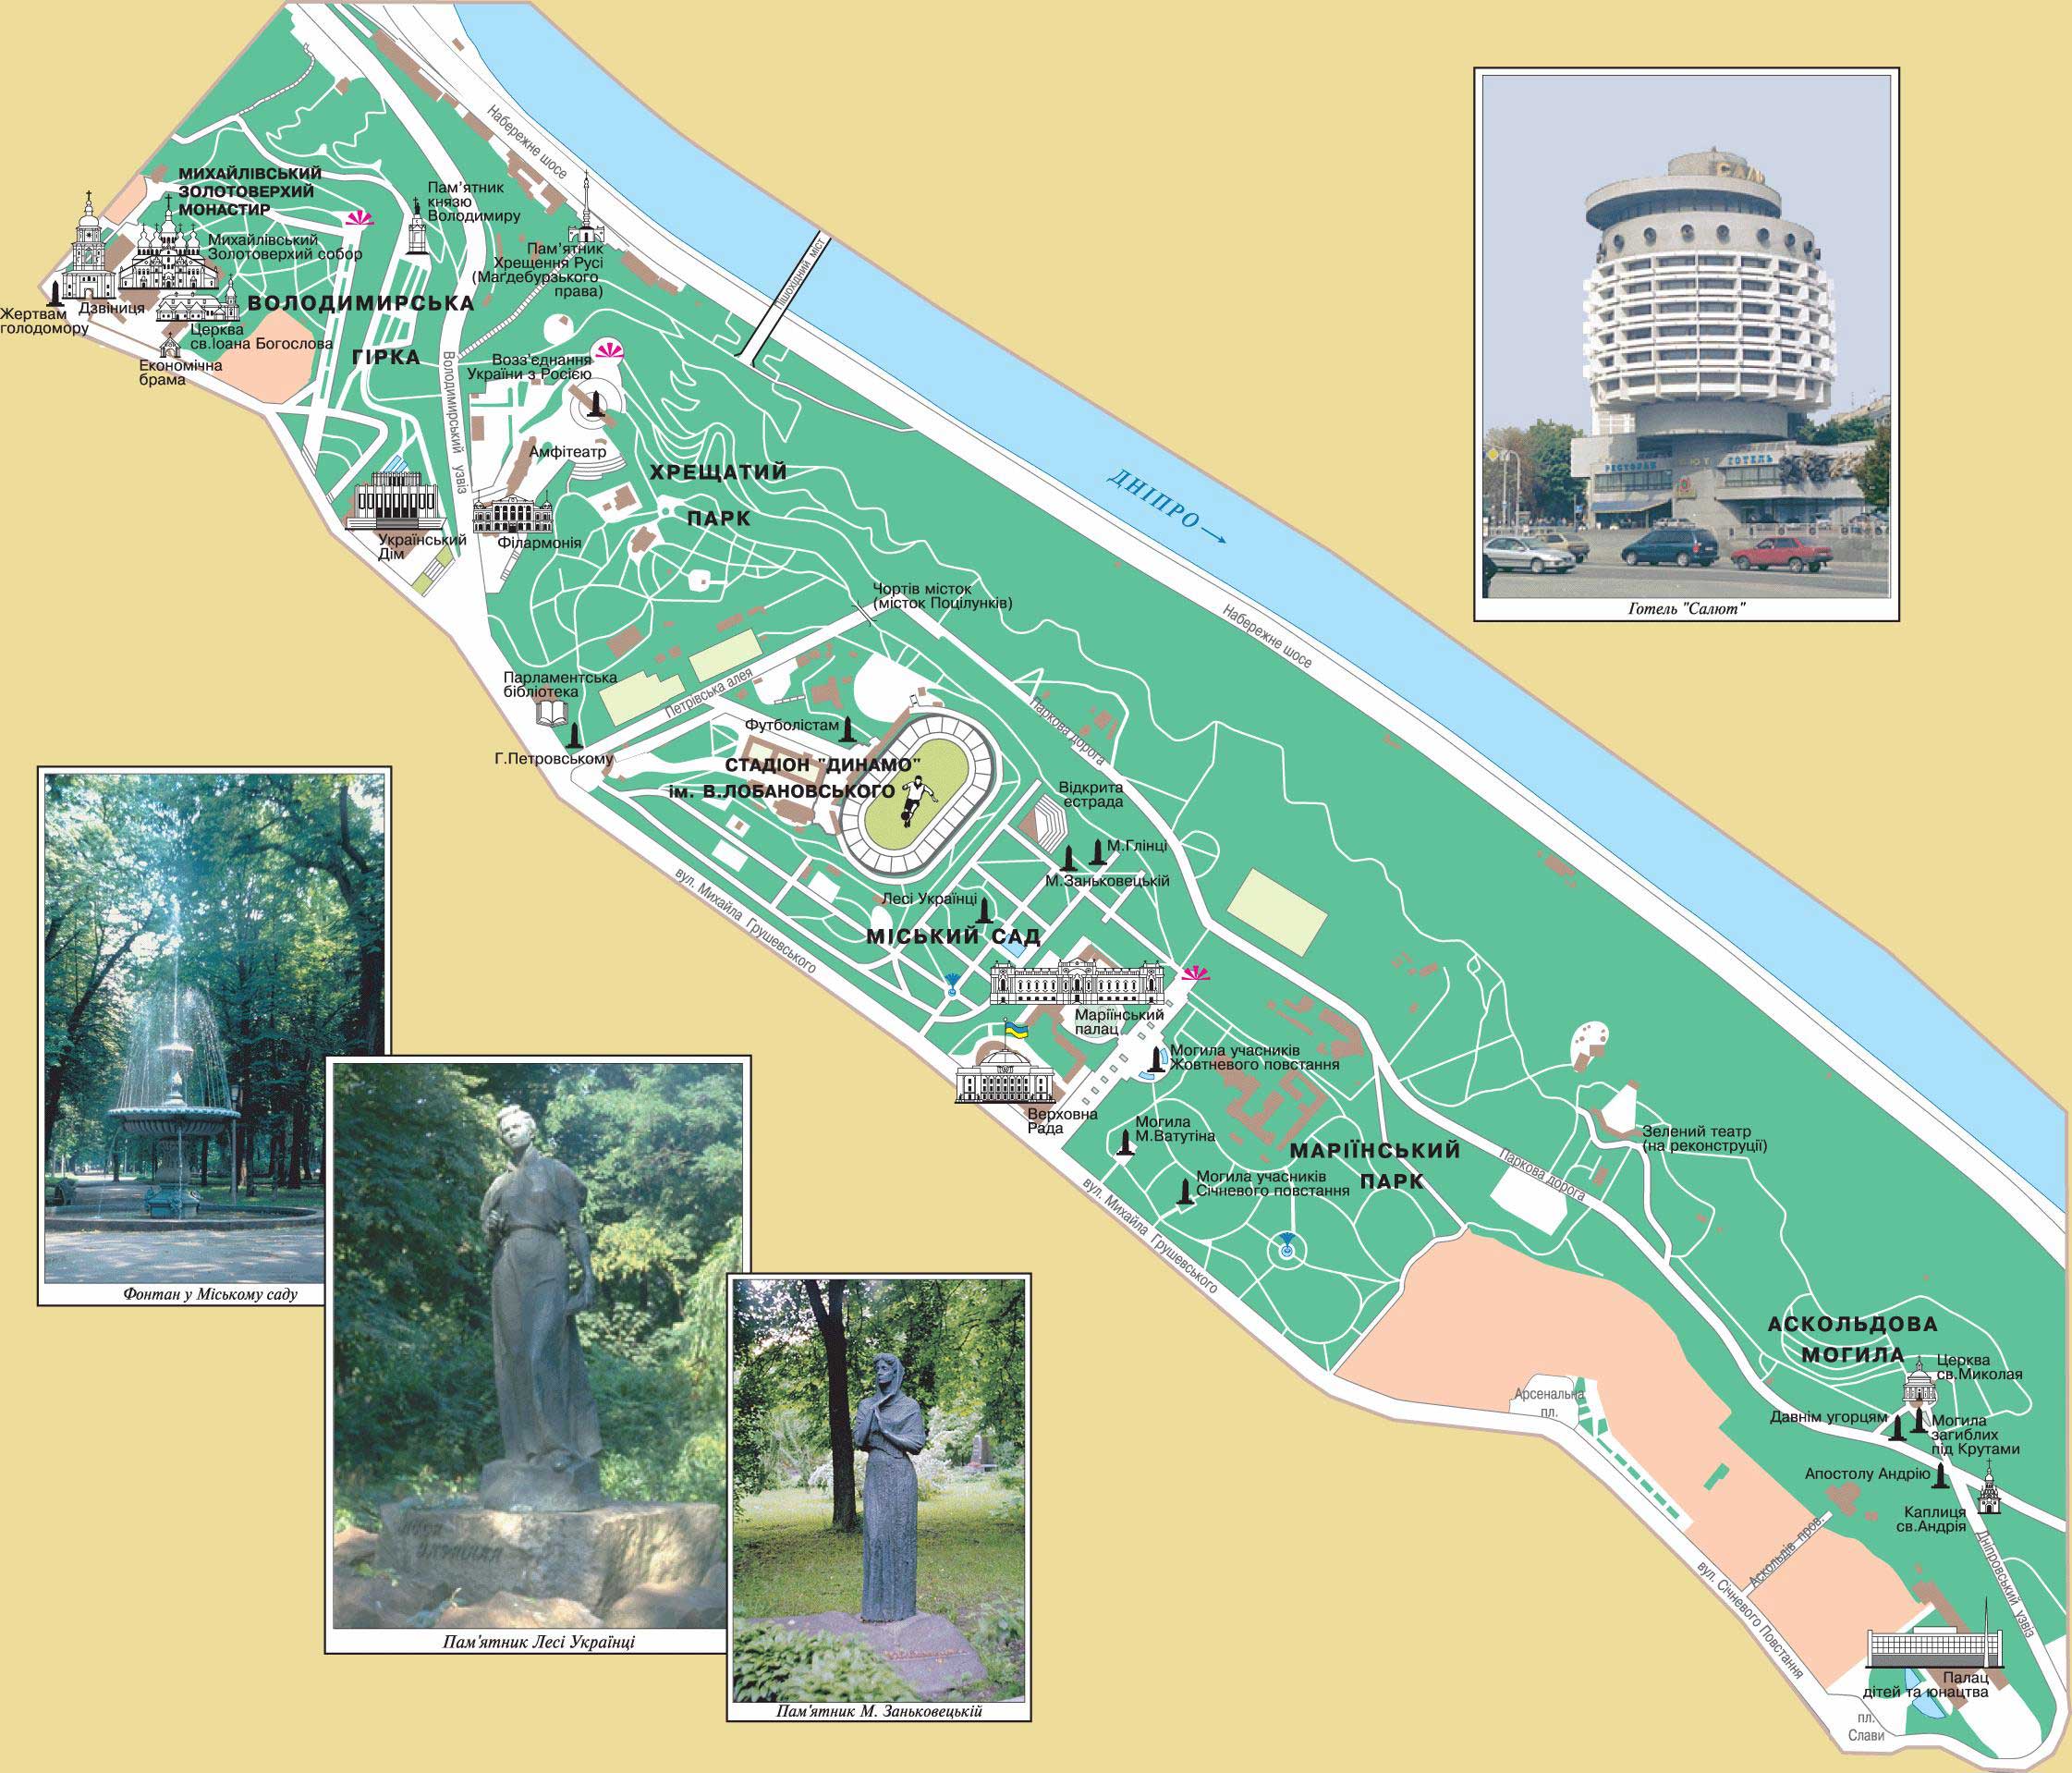 Набережне шосе
МИХАЙЛІВСЬКИЙ
ЗОЛОТОВЕРХИЙ
МОНАСТИР
Пам'ятник
князю
Володимиру
Михайлівський
Золотоверхий собор
Пам'ятник
Хрещення Русі
(Маґдебурзького
права)
Пішохідний міст
Жертвам
голодомору
Дзвіниця
ВОЛОДИМИРСЬКА
ГІРКА
Церква
св.Іоана Богослова
Економічна
брама
Володимирський узвіз
Возз'єднання
України з Росією
Амфітеатр
ХРЕЩАТИЙ
ПАРК
Український
Дім
Філармонія
ДНІПРО
Набережне шосе
Чортів місток
(місток Поцілунків)
Парламентська
бібліотека
Петрівська алея
Г.Петровському
Футболістам
СТАДІОН "ДИНАМО"
ім. В.ЛОБАНОВСЬКОГО
Паркова дорога
Відкрита
естрада
М.Глінці
М.Заньковецькій
Лесі Українці
МІСЬКИЙ САД
вул. Михайла Грушевського
Маріїнський
палац
Могила учасників
Жовтневого повстання
Верховна
Рада
Могила
М.Ватутіна
Могила учасників
Січневого повстання
МАРІЇНСЬКИЙ
ПАРК
вул. Михайла Грушевського
Паркова дорога
Зелений театр
(на реконструції)
АСКОЛЬДОВА
МОГИЛА
Церква
св.Миколая
Давнім угорцям
Могила
загиблих
під Крутами
Апостолу Андрію
Каплиця
св.Андрія
Арсенальна
пл.
Аскольдів пров.
вул. Січневого Повстання
Дніпровський узвіз
Палац
дітей та юнацтва
пл.
Слави
САЛЮ
РЕСТОРАН
ГОТЕЛЬ
Готель "Салют"
Фонтан у Міському саду
УКРАЇНКА
Пам'ятник Лесі Українці
Пам'ятник М. Заньковецькій